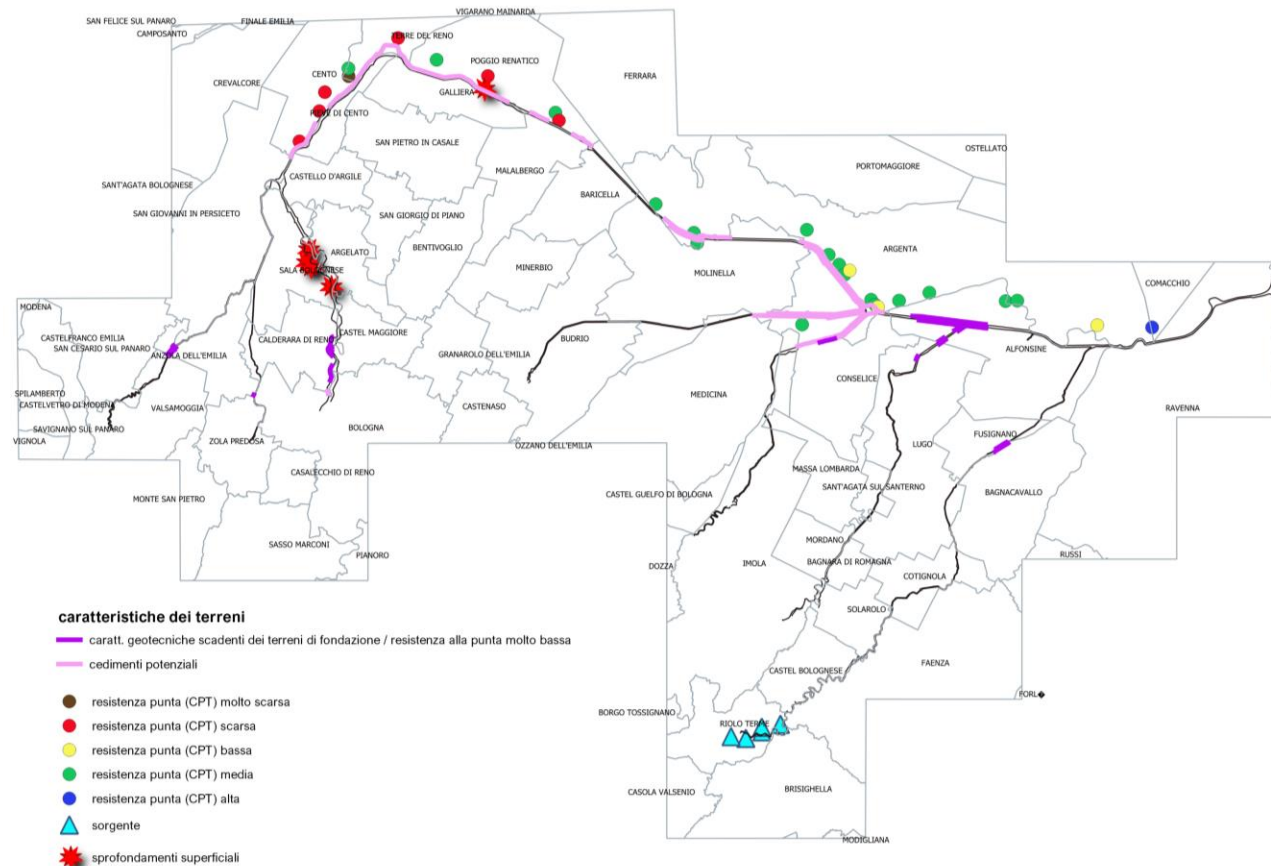 VIGARANO MAINARDA
SAN FELICE SUL PANARO
FINALE EMILIA
CAMPOSANTO
TERRE DEL RENO
POGGIO RENATICO
CENTO
FERRARA
CREVALCORE
GALLIERA
PIEVE DI CENTO
SAN PIETRO IN CASALE
OSTELLATO
PORTOMAGGIORE
MALALBERGO
CASTELLO D'ARGILE
SANT'AGATA BOLOGNESE
BARICELLA
SAN GIOVANNI IN PERSICETO
SAN GIORGIO DI PIANO
BENTIVOGLIO
ARGELATO
ARGENTA
SALA BOLOGNESE
MINERBIO
MOLINELLA
COMACCHIO
MODENA
CASTELFRANCO EMILIA
SAN CESARIO SUL PANARO
ANZOLA DELL'EMILIA
CALDERARA DI RENO
CASTEL MAGGIORE
GRANAROLO DELL'EMILIA
BUDRIO
ALFONSINE
CONSELICE
SPILAMBERTO
CASTELVETRO DI MODENA
VALSAMOGGIA
MEDICINA
CASTENASO
RAVENNA
SAVIGNANO SUL PANARO
VIGNOLA
ZOLA PREDOSA
BOLOGNA
OZZANO DELL'EMILIA
LUGO
FUSIGNANO
CASALECCHIO DI RENO
MASSA LOMBARDA
SANT'AGATA SUL SANTERNO
BAGNACAVALLO
MONTE SAN PIETRO
CASTEL GUELFO DI BOLOGNA
SASSO MARCONI
PIANORO
MORDANO
RUSSI
DOZZA
IMOLA
BAGNARA DI ROMAGNA
COTIGNOLA
SOLAROLO
FAENZA
CASTEL BOLOGNESE
FORL�
BORGO TOSSIGNANO
RIOLO TERME
CASOLA VALSENIO
BRISIGHELLA
MODIGLIANA
caratteristiche dei terreni
caratt. geotecniche scadenti dei terreni di fondazione / resistenza alla punta molto bassa
cedimenti potenziali
resistenza punta (CPT) molto scarsa
resistenza punta (CPT) scarsa
resistenza punta (CPT) bassa
resistenza punta (CPT) media
resistenza punta (CPT) alta
sorgente
sprofondamenti superficiali